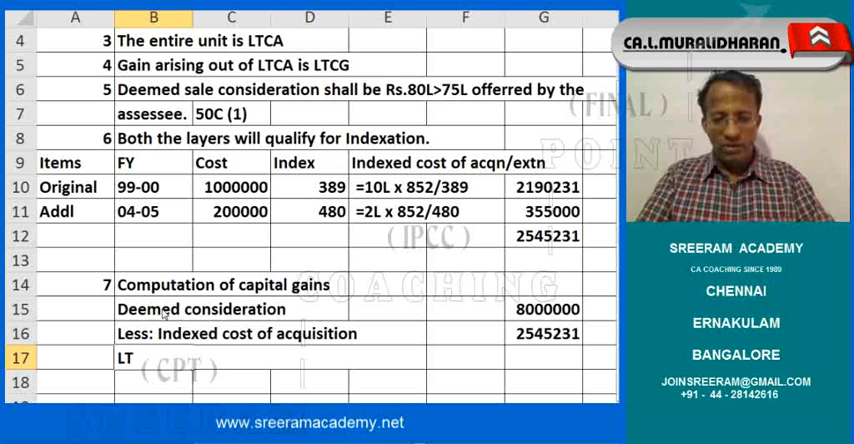 A B C D E F G
4 3 The entire unit is LTCA
5 4 Gain arising out of LTCA is LTCG
6 5 Deemed sale consideration shall be Rs.80L>75L offerred by the
7 assessee. 50C (1)
8 6 Both the layers will qualify for Indexation.
9 Items FY Cost Index Indexed cost of acqn/extn
10 Original 99-00 1000000 389 =10L x 852/389 2190231
11 Addl 04-05 200000 480 =2L x 852/480 355000
12 2545231
13
14 7 Computation of capital gains
15 Deemed consideration 8000000
16 Less: Indexed cost of acquisition 2545231
17 LT
18
(FINAL)
POINT
(IPCC)
COACHING
(CPT)
www.sreeramacademy.net
CA.L.MURALIDHARAN.
SREERAM ACADEMY
CA COACHING SINCE 1989
CHENNAI
ERNAKULAM
BANGALORE
JOINSREERAM@GMAIL.COM
+91 - 44 - 28142616